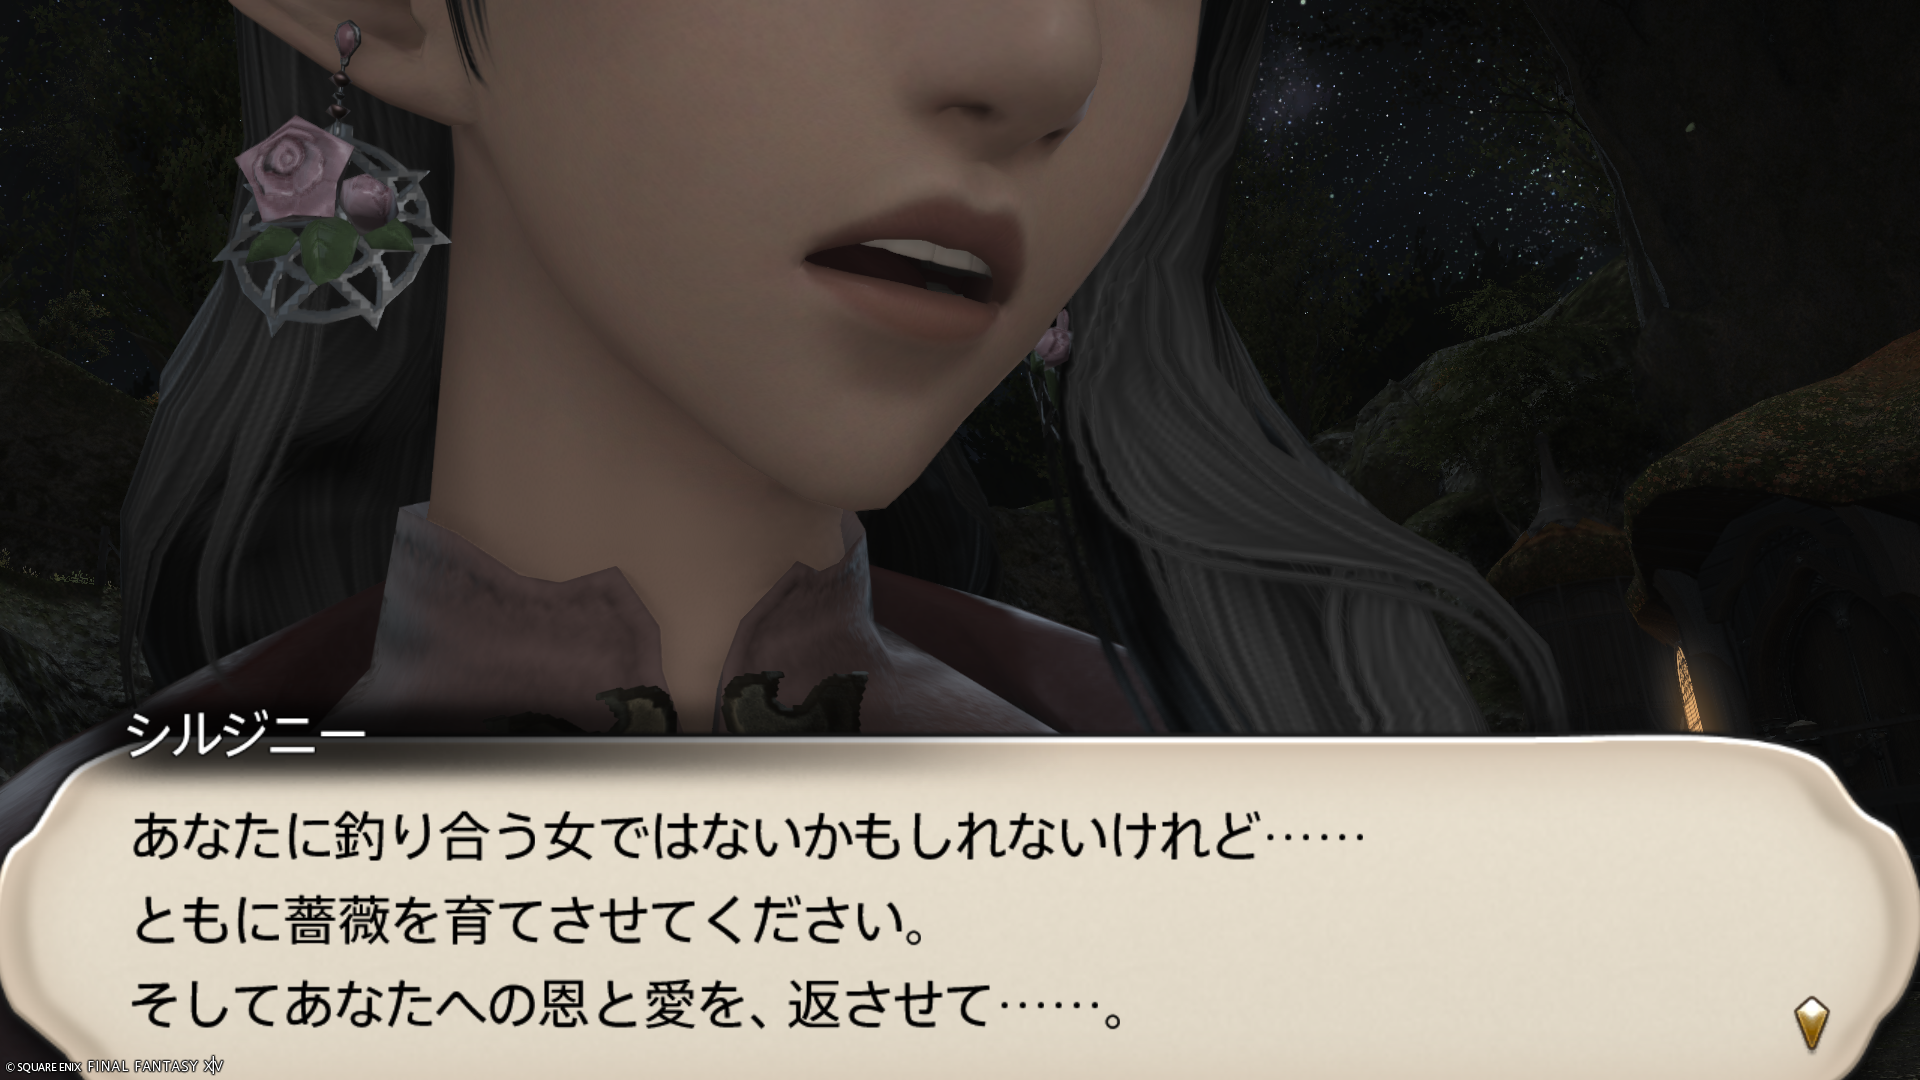 シルジニー
あなたに釣り合う女ではないかもしれないけれど……
ともに薔薇を育てさせてください。
そしてあなたへの恩と愛を、返させて……。
© SQUARE ENIX FINAL FANTASY XIV